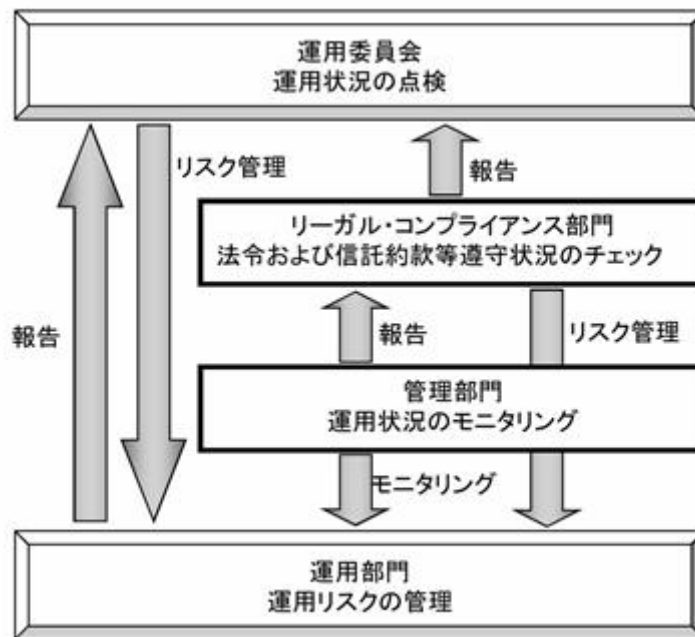 運用委員会
運用状況の点検
リスク管理
報告
リーガル・コンプライアンス部門
法令および信託約款等遵守状況のチェック
報告
報告
リスク管理
管理部門
運用状況のモニタリング
モニタリング
運用部門
運用リスクの管理